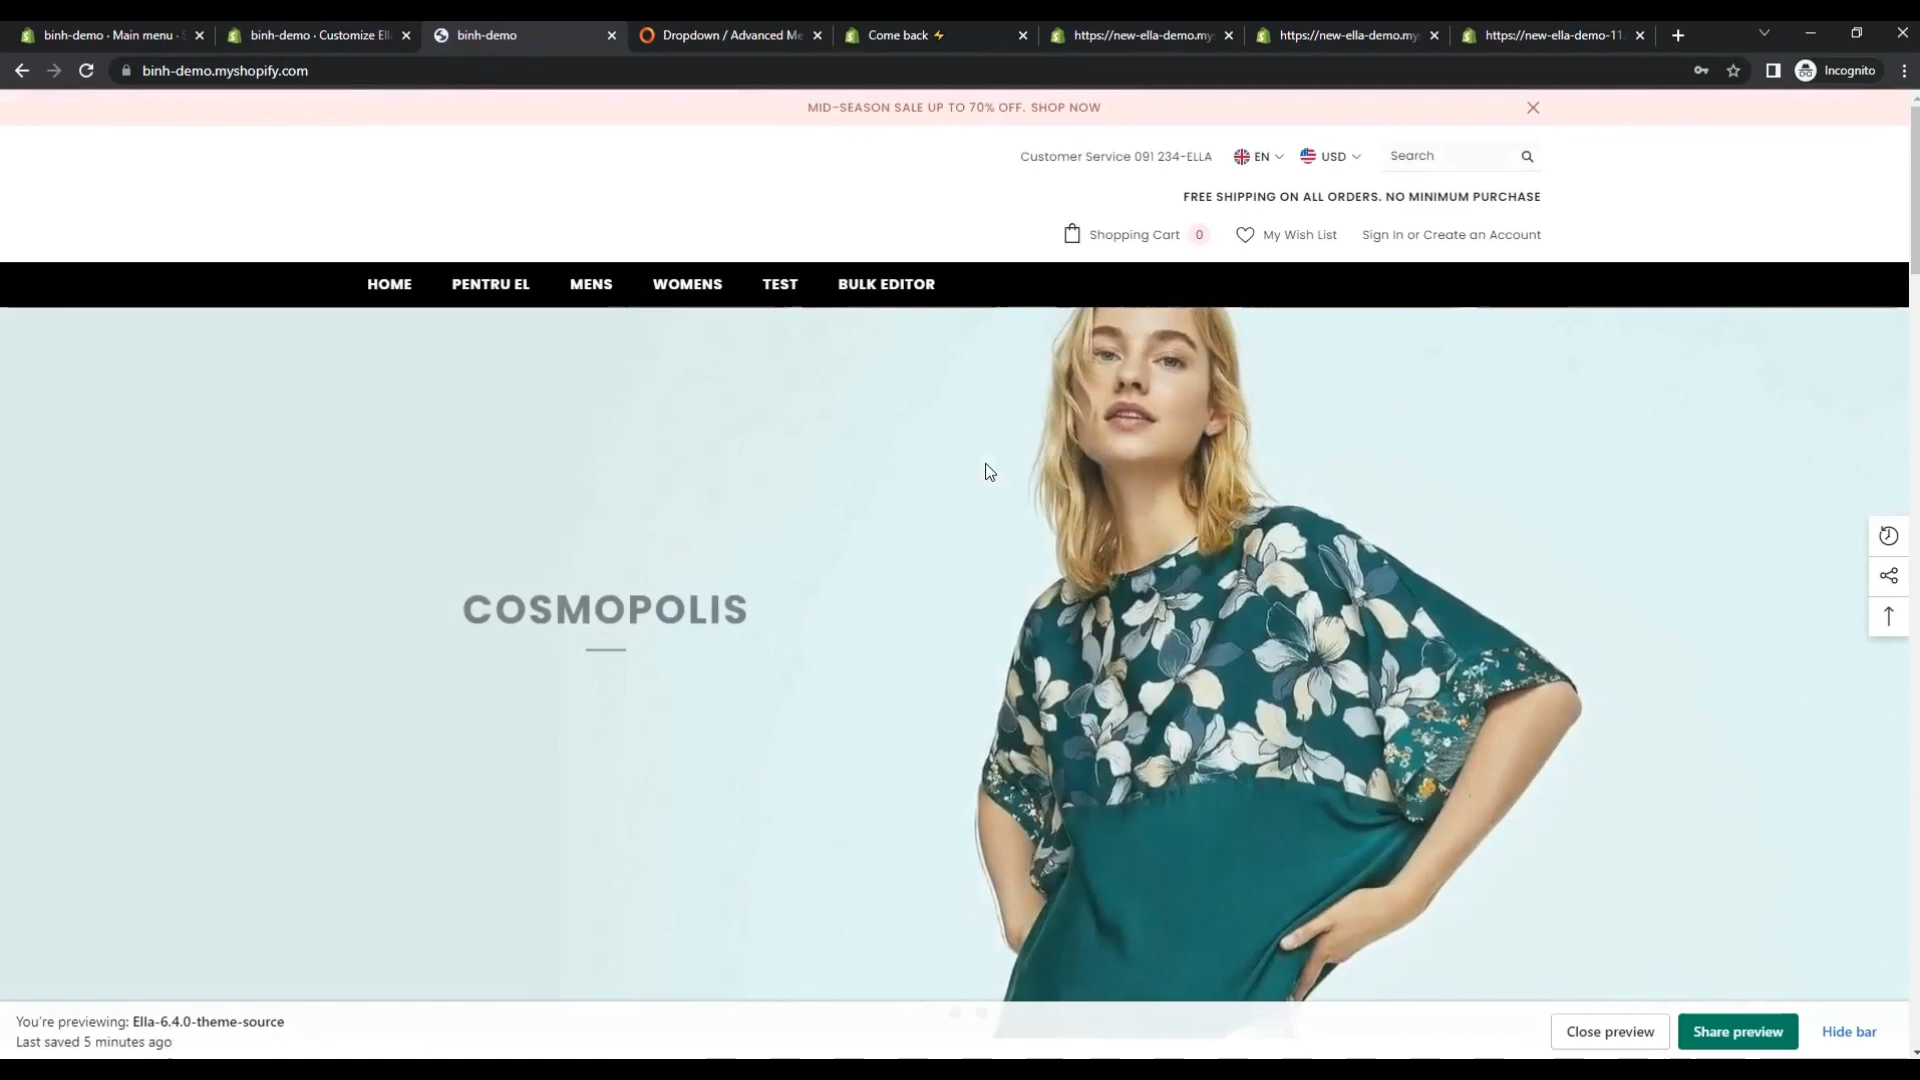 binh-demo · Main menu · S
binh-demo · Customize Ell
binh-demo
Dropdown / Advanced Me
Come back ⚡
https://new-ella-demo.my
https://new-ella-demo.my
https://new-ella-demo-11.
binh-demo.myshopify.com
Incognito
MID-SEASON SALE UP TO 70% OFF. SHOP NOW
Customer Service 091 234-ELLA
EN
USD
Search
FREE SHIPPING ON ALL ORDERS. NO MINIMUM PURCHASE
Shopping Cart 0
My Wish List
Sign In or Create an Account
HOME
PENTRU EL
MENS
WOMENS
TEST
BULK EDITOR
COSMOPOLIS
You're previewing: Ella-6.4.0-theme-source
Last saved 5 minutes ago
Close preview
Share preview
Hide bar